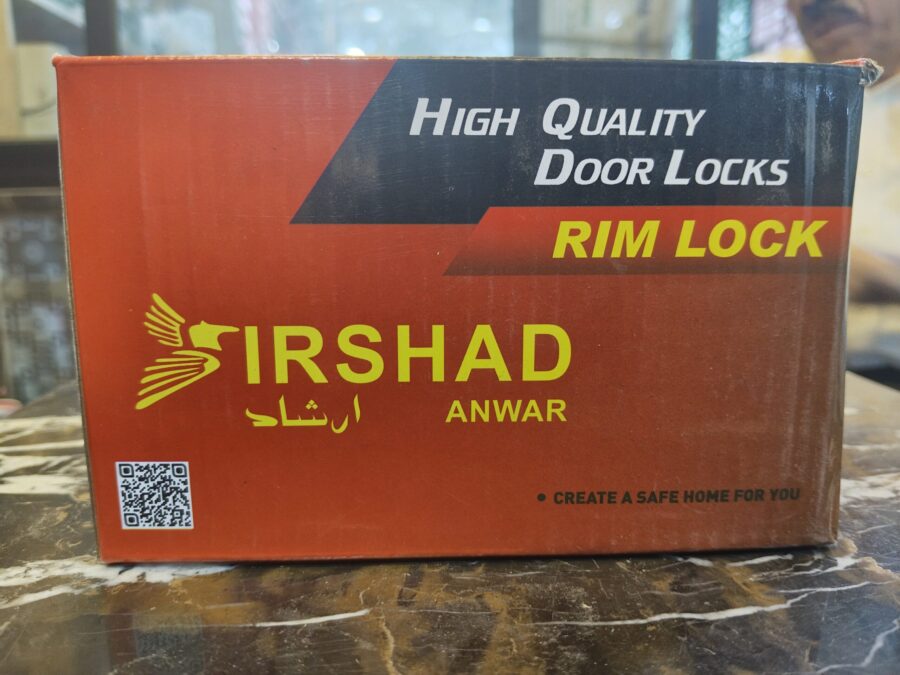 HIGH QUALITY
DOOR LOCKS
RIM LOCK
IRSHAD
ارشاد ANWAR
• CREATE A SAFE HOME FOR YOU